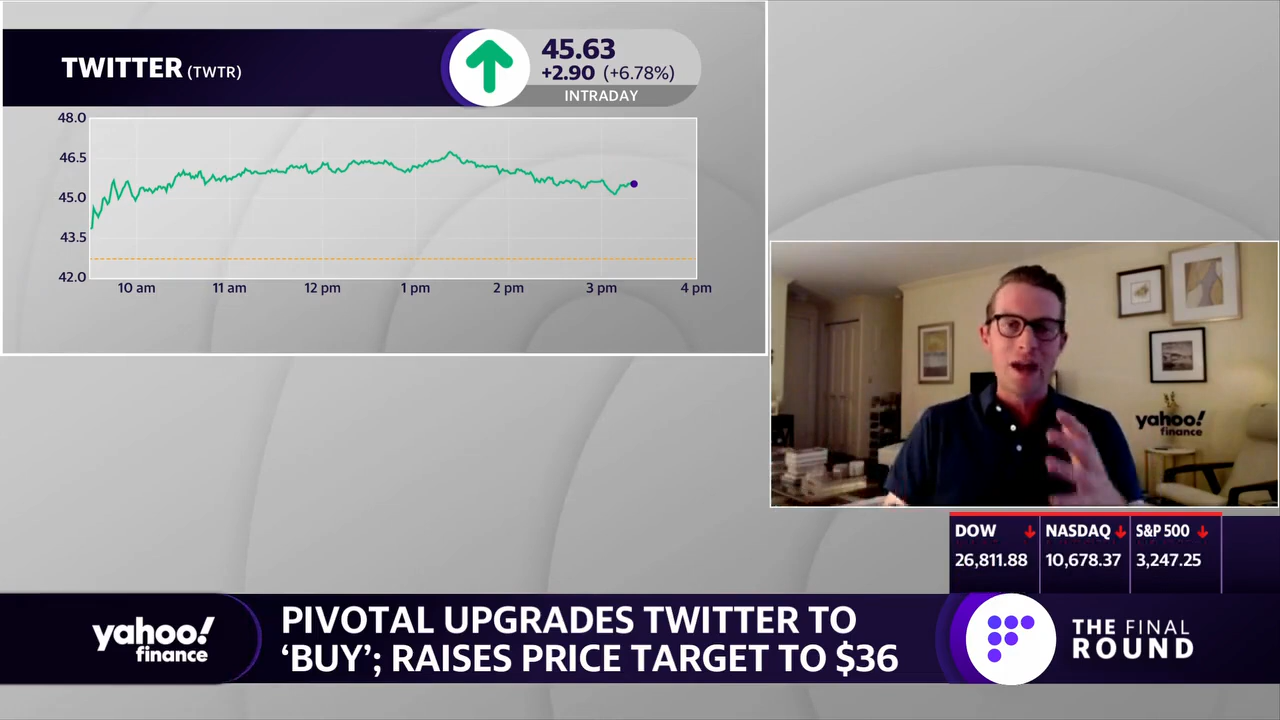 TWITTER (TWTR)
45.63
+2.90 (+6.78%)
INTRADAY
48.0
46.5
45.0
43.5
42.0
10 am 11 am 12 pm 1 pm 2 pm 3 pm 4 pm
yahoo!
finance
DOW NASDAQ S&P 500
26,811.88 10,678.37 3,247.25
yahoo!
finance
PIVOTAL UPGRADES TWITTER TO
‘BUY’; RAISES PRICE TARGET TO $36
THE FINAL
ROUND